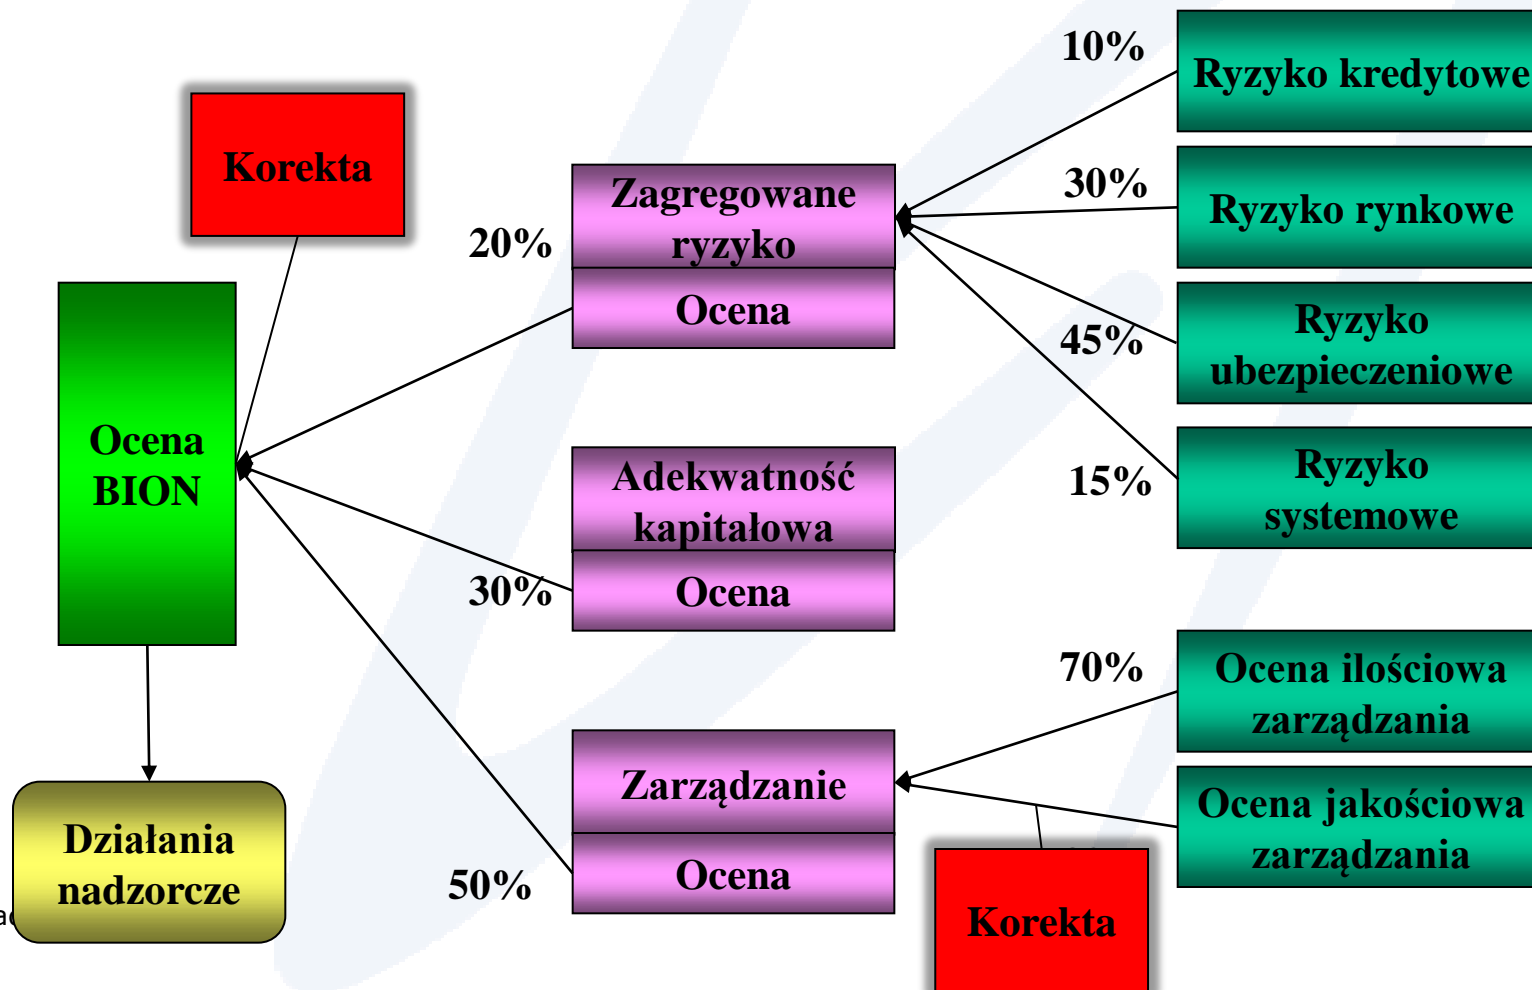 10%
Ryzyko kredytowe
Korekta
Zagregowane
ryzyko
30%
Ryzyko rynkowe
20%
Ocena
Ryzyko
ubezpieczeniowe
45%
Ocena
BION
Adekwatność
kapitałowa
Ryzyko
systemowe
15%
30%
Ocena
70%
Ocena ilościowa
zarządzania
Zarządzanie
Ocena jakościowa
zarządzania
Działania
nadzorcze
50%
Ocena
Korekta